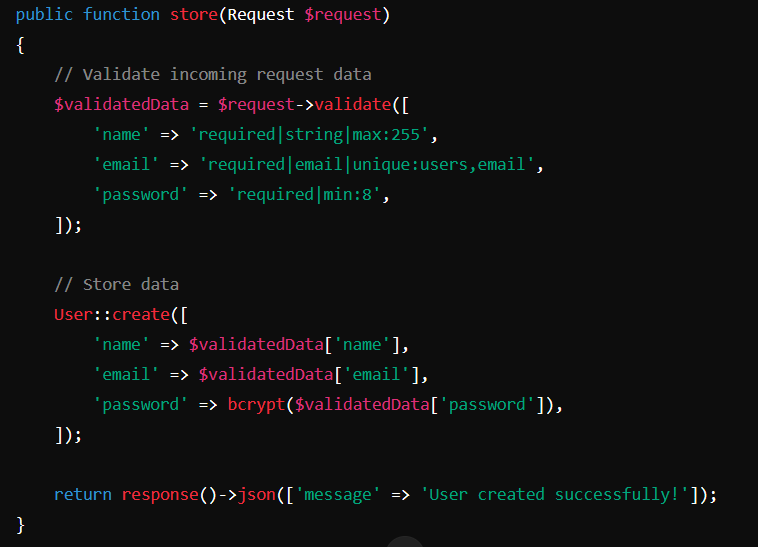 public function store(Request $request)
{
    // Validate incoming request data
    $validatedData = $request->validate([
        'name' => 'required|string|max:255',
        'email' => 'required|email|unique:users,email',
        'password' => 'required|min:8',
    ]);

    // Store data
    User::create([
        'name' => $validatedData['name'],
        'email' => $validatedData['email'],
        'password' => bcrypt($validatedData['password']),
    ]);

    return response()->json(['message' => 'User created successfully!']);
}